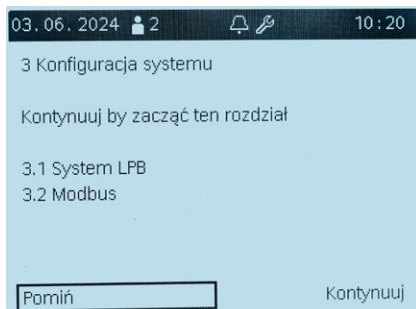 03.06.2024 2 10:20
3 Konfiguracja systemu
Kontynuuj by zacząć ten rozdział
3.1 System LPB
3.2 Modbus
Pomiń Kontynuuj